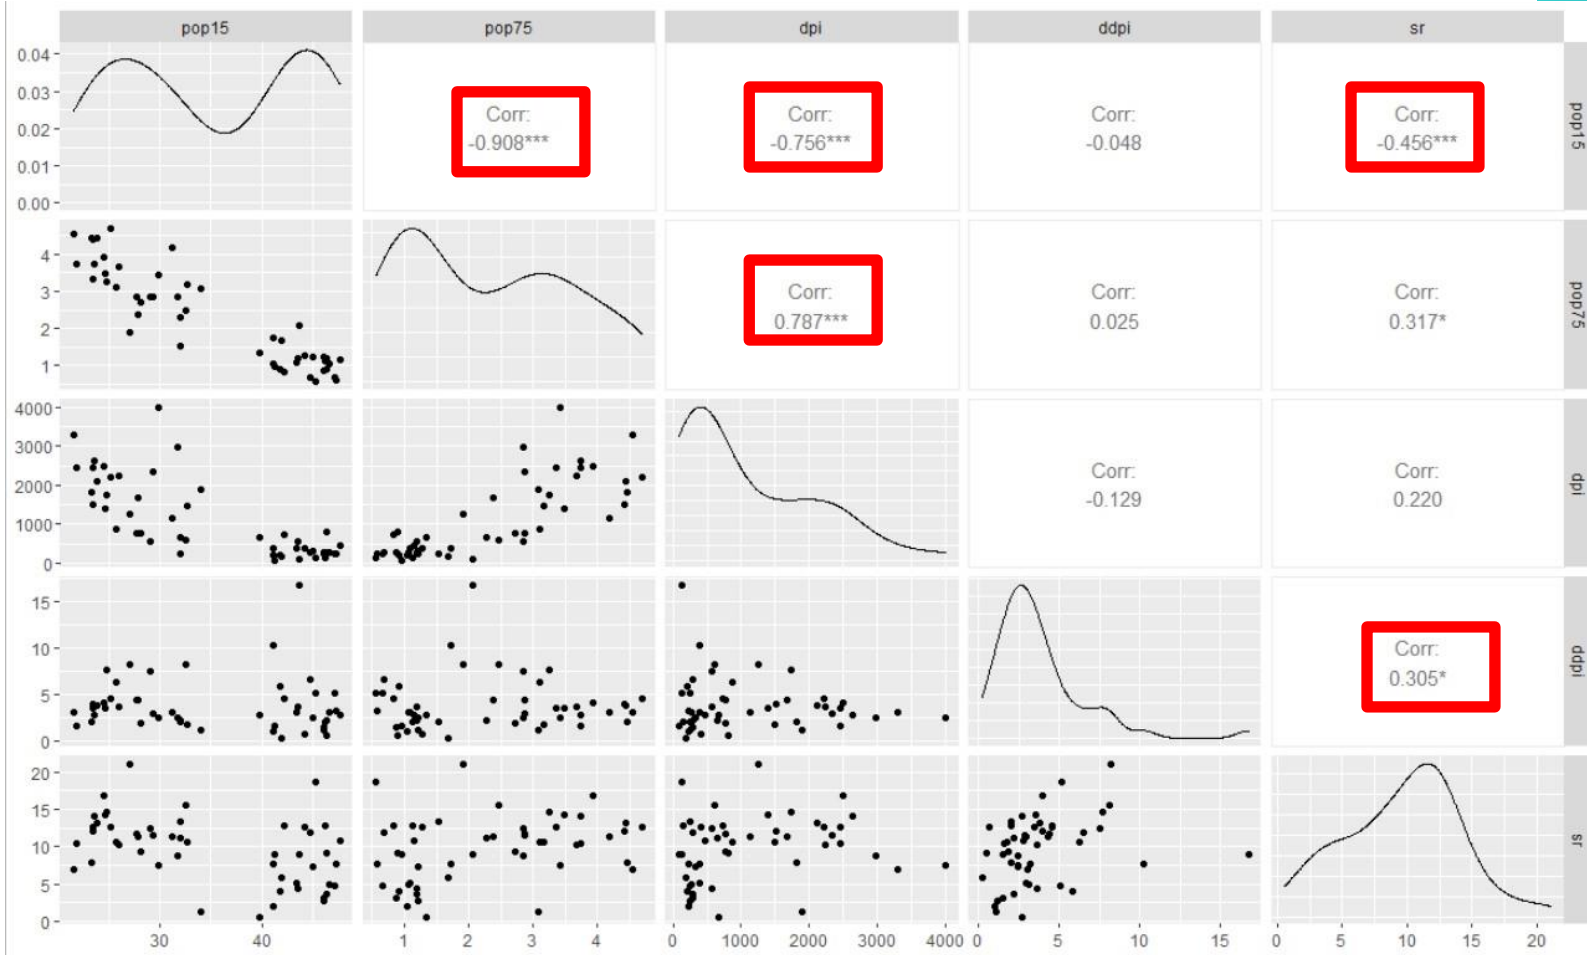 pop15 pop75 dpi ddpi sr
0.04
0.03
0.02
0.01
0.00
Corr:
-0.908***
Corr:
-0.756***
Corr:
-0.048
Corr:
-0.456***
pop15
4
3
2
1
Corr:
0.787***
Corr:
0.025
Corr:
0.317*
pop75
4000
3000
2000
1000
0
Corr:
-0.129
Corr:
0.220
dpi
15
10
5
0
Corr:
0.305*
ddpi
20
15
10
5
0
sr
30 40 1 2 3 4 0 1000 2000 3000 4000 0 5 10 15 0 5 10 15 20